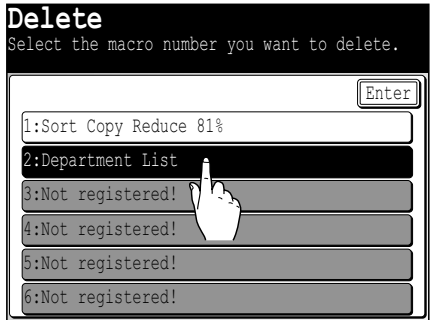 Delete
Select the macro number you want to delete.
Enter
1:Sort Copy Reduce 81%
2:Department List
3:Not registered!
4:Not registered!
5:Not registered!
6:Not registered!